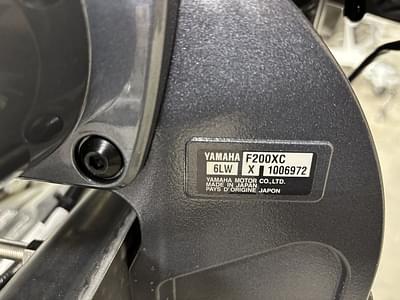 YAMAHA F200XC
6LW X 1006972
YAMAHA MOTOR CO.,LTD.
MADE IN JAPAN
PAYS D'ORIGINE JAPON